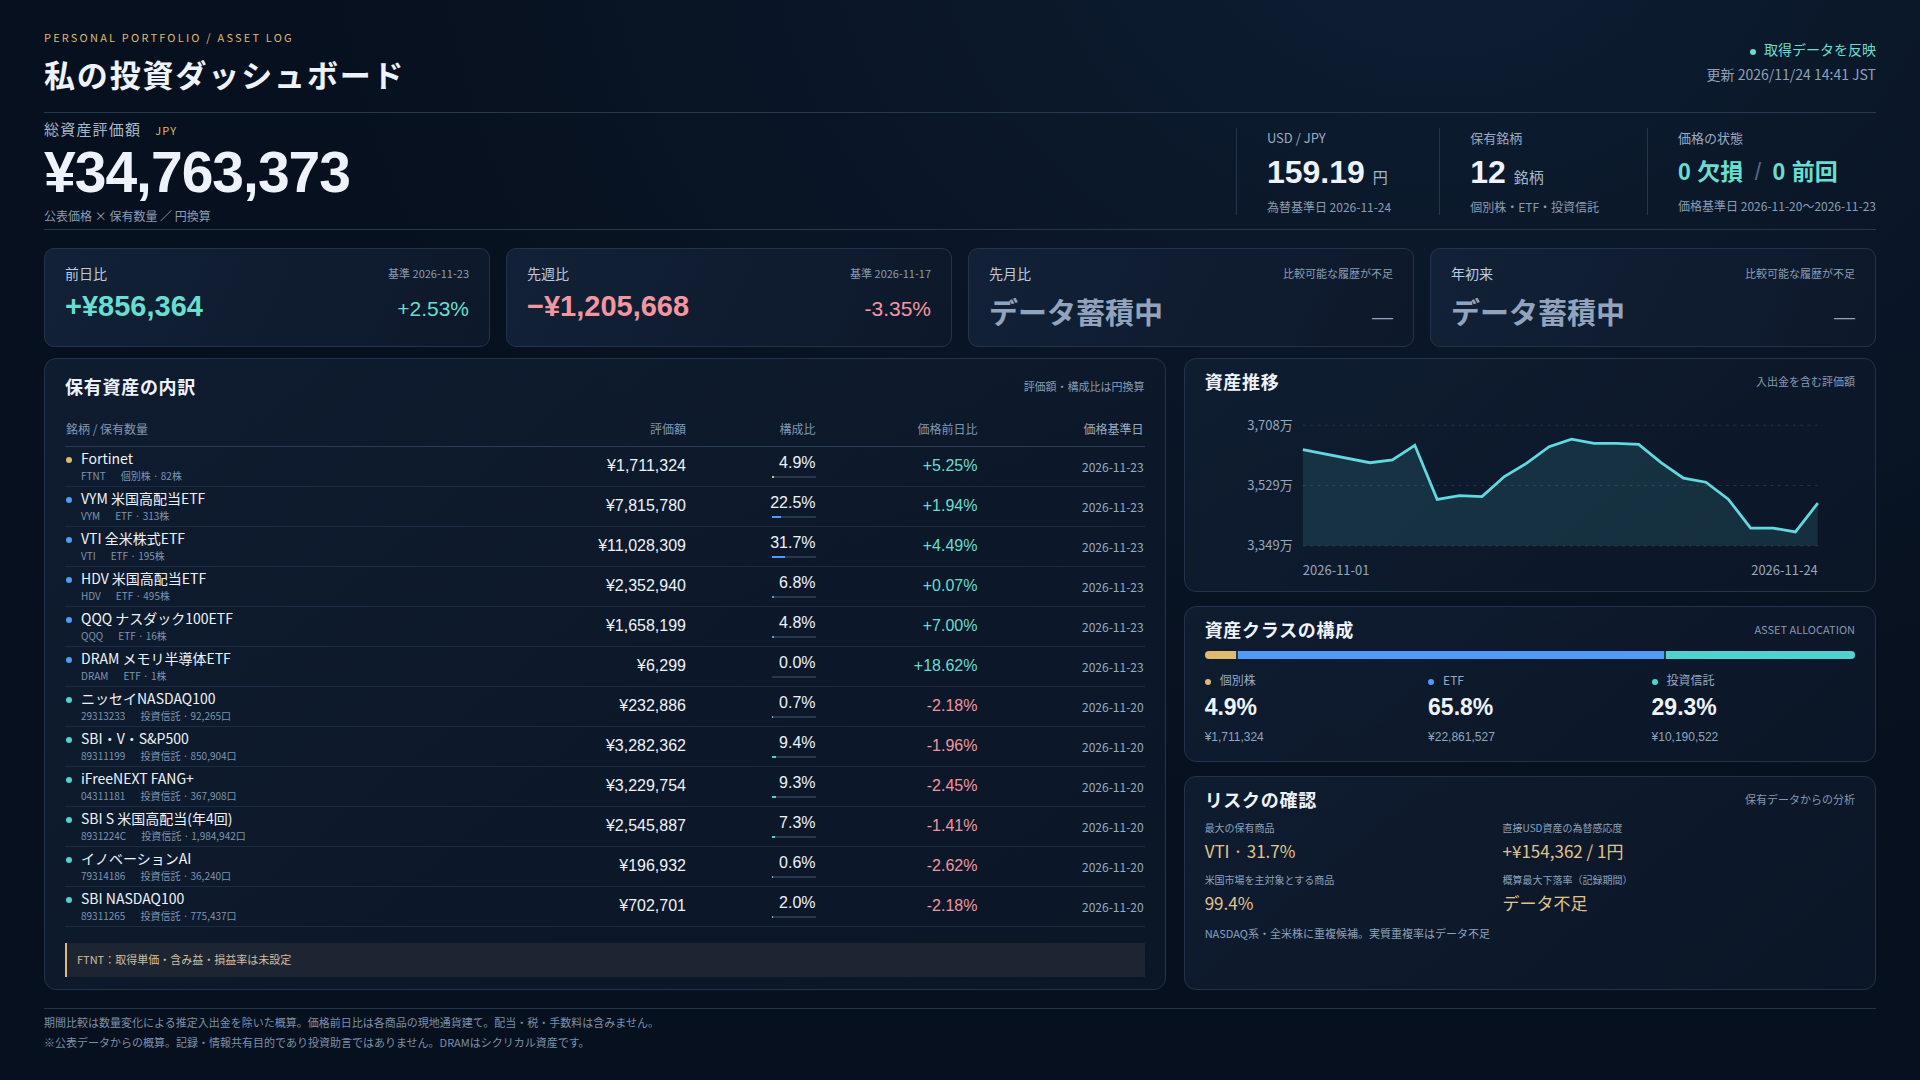 PERSONAL PORTFOLIO / ASSET LOG
私の投資ダッシュボード
取得データを反映
更新 2026/11/24 14:41 JST
総資産評価額 JPY
¥34,763,373
公表価格 × 保有数量 ／ 円換算
USD / JPY
159.19 円
為替基準日 2026-11-24
保有銘柄
12 銘柄
個別株・ETF・投資信託
価格の状態
0 欠損 / 0 前回
価格基準日 2026-11-20〜2026-11-23
前日比 基準 2026-11-23
+¥856,364 +2.53%
先週比 基準 2026-11-17
−¥1,205,668 -3.35%
先月比 比較可能な履歴が不足
データ蓄積中 —
年初来 比較可能な履歴が不足
データ蓄積中 —
保有資産の内訳 評価額・構成比は円換算
銘柄 / 保有数量 評価額 構成比 価格前日比 価格基準日
Fortinet ¥1,711,324 4.9% +5.25% 2026-11-23
FTNT 個別株 · 82株
VYM 米国高配当ETF ¥7,815,780 22.5% +1.94% 2026-11-23
VYM ETF · 313株
VTI 全米株式ETF ¥11,028,309 31.7% +4.49% 2026-11-23
VTI ETF · 195株
HDV 米国高配当ETF ¥2,352,940 6.8% +0.07% 2026-11-23
HDV ETF · 495株
QQQ ナスダック100ETF ¥1,658,199 4.8% +7.00% 2026-11-23
QQQ ETF · 16株
DRAM メモリ半導体ETF ¥6,299 0.0% +18.62% 2026-11-23
DRAM ETF · 1株
ニッセイNASDAQ100 ¥232,886 0.7% -2.18% 2026-11-20
29313233 投資信託 · 92,265口
SBI・V・S&P500 ¥3,282,362 9.4% -1.96% 2026-11-20
89311199 投資信託 · 850,904口
iFreeNEXT FANG+ ¥3,229,754 9.3% -2.45% 2026-11-20
04311181 投資信託 · 367,908口
SBI S 米国高配当(年4回) ¥2,545,887 7.3% -1.41% 2026-11-20
8931224C 投資信託 · 1,984,942口
イノベーションAI ¥196,932 0.6% -2.62% 2026-11-20
79314186 投資信託 · 36,240口
SBI NASDAQ100 ¥702,701 2.0% -2.18% 2026-11-20
89311265 投資信託 · 775,437口
FTNT：取得単価・含み益・損益率は未設定
資産推移 入出金を含む評価額
3,708万
3,529万
3,349万
2026-11-01 2026-11-24
資産クラスの構成 ASSET ALLOCATION
個別株 ETF 投資信託
4.9% 65.8% 29.3%
¥1,711,324 ¥22,861,527 ¥10,190,522
リスクの確認 保有データからの分析
最大の保有商品 直接USD資産の為替感応度
VTI · 31.7% +¥154,362 / 1円
米国市場を主対象とする商品 概算最大下落率（記録期間）
99.4% データ不足
NASDAQ系・全米株に重複候補。実質重複率はデータ不足
期間比較は数量変化による推定入出金を除いた概算。価格前日比は各商品の現地通貨建て。配当・税・手数料は含みません。
※公表データからの概算。記録・情報共有目的であり投資助言ではありません。DRAMはシクリカル資産です。